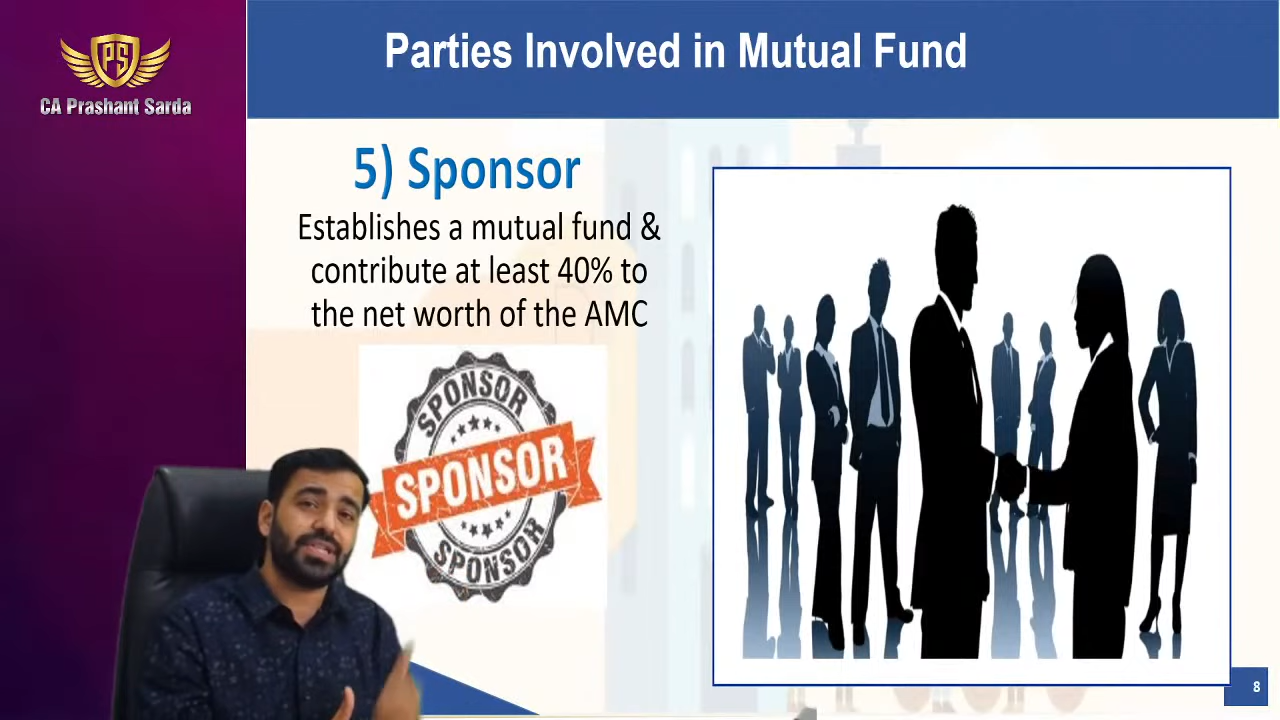 PS
CA Prashant Sarda
Parties Involved in Mutual Fund
5) Sponsor
Establishes a mutual fund &
contribute at least 40% to
the net worth of the AMC
SPONSOR
SPONSOR
SPONSOR
8